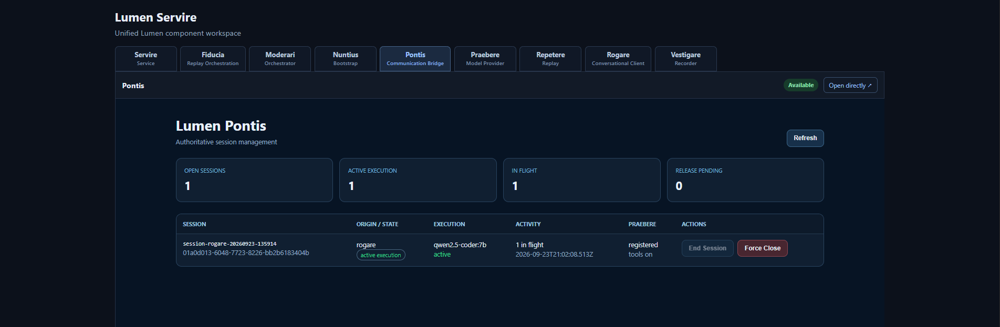 Lumen Servire
Unified Lumen component workspace
Servire
Service
Fiducia
Replay Orchestration
Moderari
Orchestrator
Nuntius
Bootstrap
Pontis
Communication Bridge
Praebere
Model Provider
Repetere
Replay
Rogare
Conversational Client
Vestigare
Recorder
Pontis
Available
Open directly ↗
Lumen Pontis
Authoritative session management
Refresh
OPEN SESSIONS
1
ACTIVE EXECUTION
1
IN FLIGHT
1
RELEASE PENDING
0
SESSION ORIGIN / STATE EXECUTION ACTIVITY PRAEBERE ACTIONS
session-rogare-20260923-135914
01a0d013-6048-7723-8226-bb2b6183404b
rogare
active execution
qwen2.5-coder:7b
active
1 in flight
2026-09-23T21:02:08.513Z
registered
tools on
End Session
Force Close